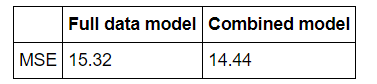 Full data model Combined model
MSE 15.32 14.44